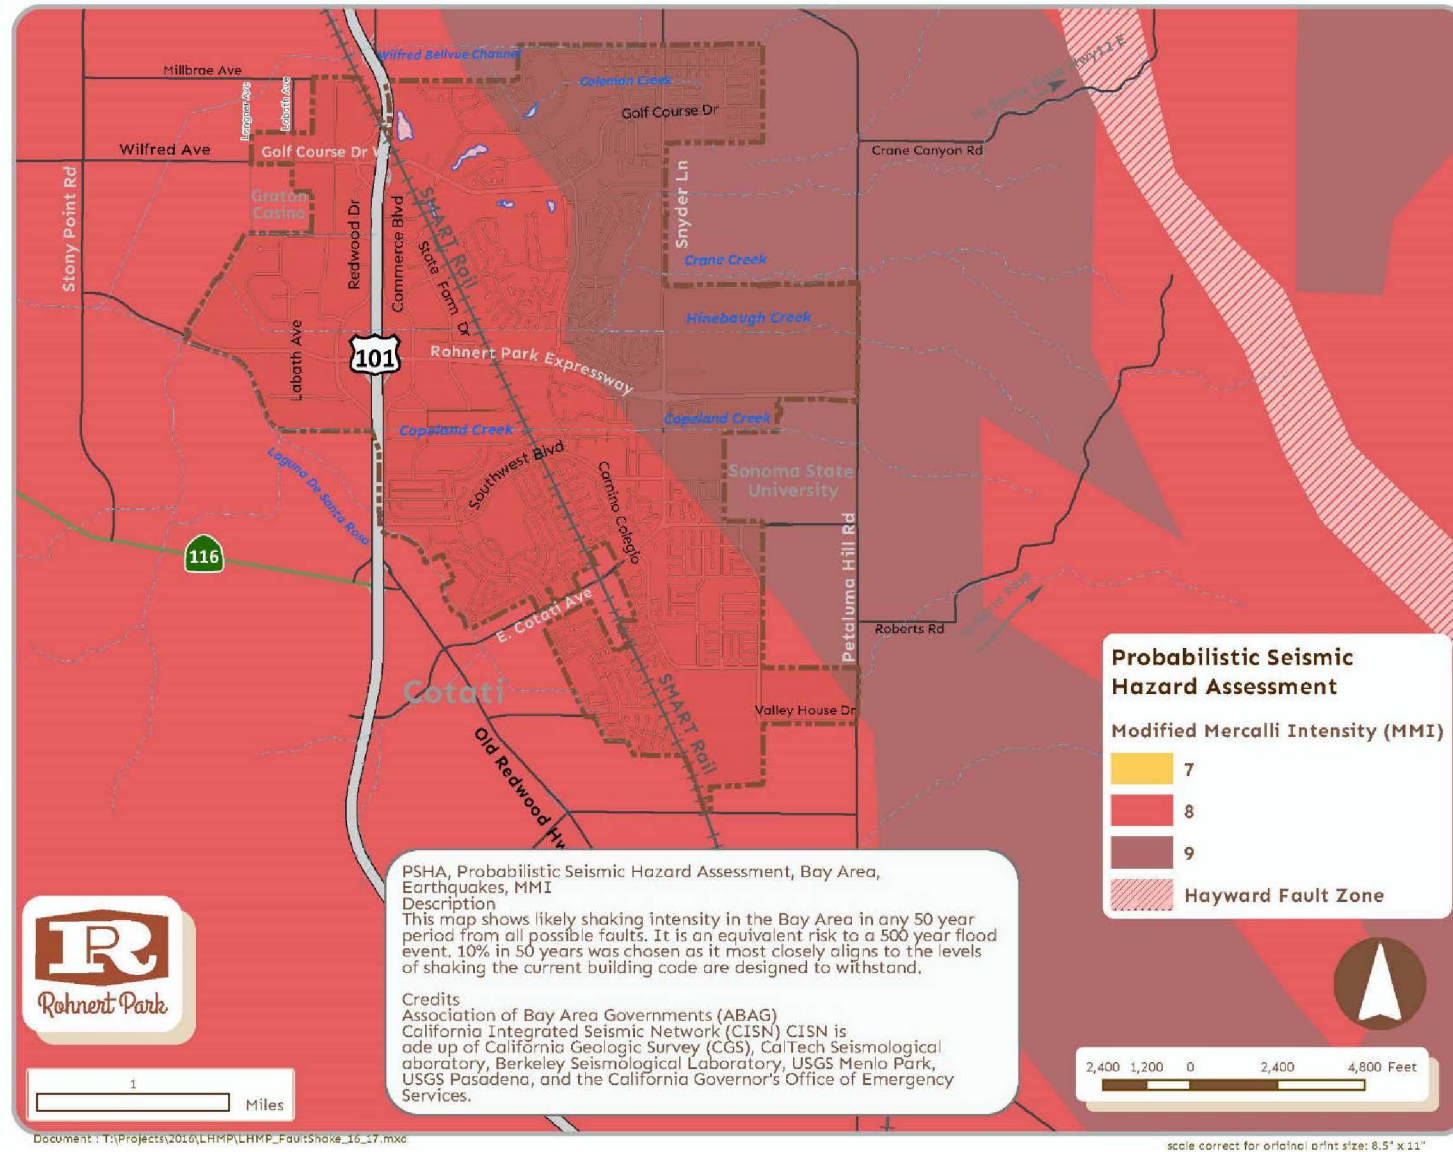 Wilfred Bellvue Channel
Millbrae Ave
Coleman Creek
Labath Ave
Golf Course Dr
Wilfred Ave
Golf Course Dr W
Crane Canyon Rd
Stony Point Rd
Graton
Casino
Redwood Dr
Commerce Blvd
SMART Rail
State Farm Dr
Snyder Ln
Crane Creek
Hinebaugh Creek
Labath Ave
101
Rohnert Park Expressway
Copeland Creek
Copeland Creek
Laguna De Santa Rosa
Southwest Blvd
Camino Colegio
Sonoma State
University
Petaluma Hill Rd
116
E. Cotati Ave
Roberts Rd
Cotati
SMART Rail
Valley House Dr
Old Redwood Hw
Probabilistic Seismic
Hazard Assessment
Modified Mercalli Intensity (MMI)
7
8
9
Hayward Fault Zone
PSHA, Probabilistic Seismic Hazard Assessment, Bay Area,
Earthquakes, MMI
Description
This map shows likely shaking intensity in the Bay Area in any 50 year
period from all possible faults. It is an equivalent risk to a 500 year flood
event. 10% in 50 years was chosen as it most closely aligns to the levels
of shaking the current building code are designed to withstand.
Credits
Association of Bay Area Governments (ABAG)
California Integrated Seismic Network (CISN) CISN is
ade up of California Geologic Survey (CGS), CalTech Seismological
aboratory, Berkeley Seismological Laboratory, USGS Menlo Park,
USGS Pasadena, and the California Governor's Office of Emergency
Services.
R
Rohnert Park
1
Miles
2,400 1,200 0 2,400 4,800 Feet
Document : T:\Projects\2016\LHMP\LHMP_FaultShake_16_17.mxd
scale correct for original print size: 8.5" x 11"